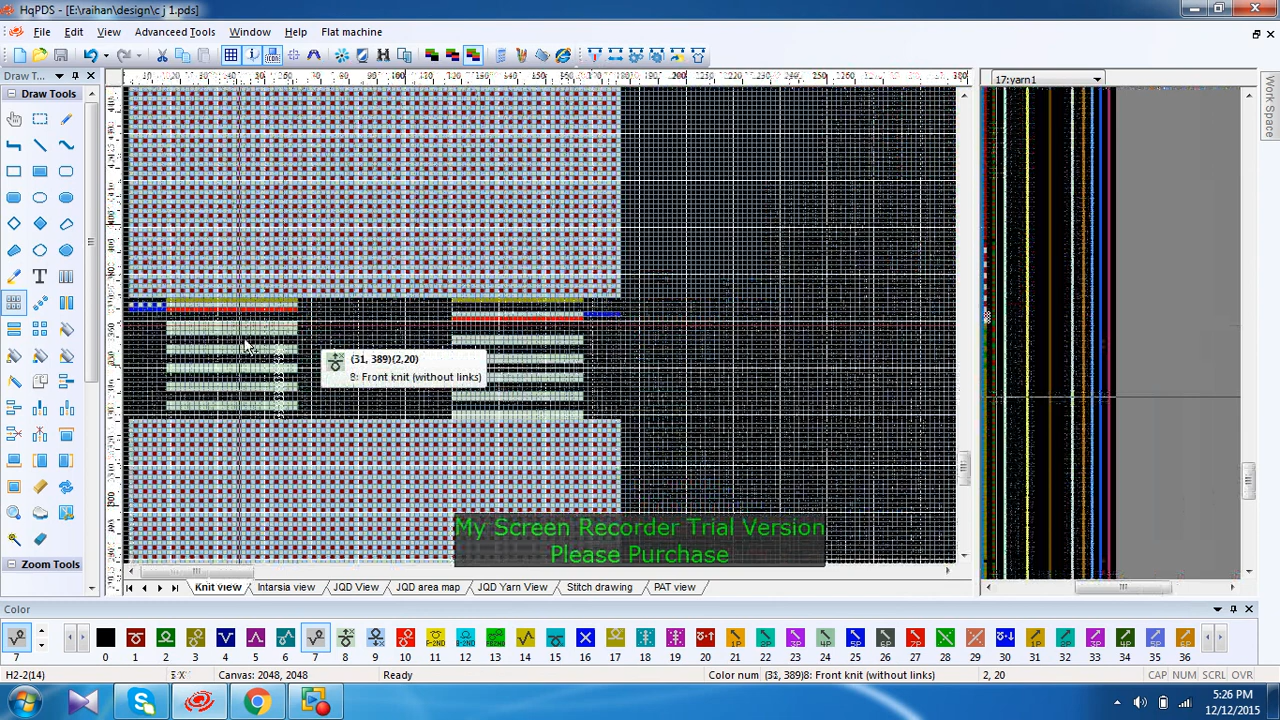 HqPDS - [E:\raihan\design\c j 1.pds]
File Edit View Adveanced Tools Window Help Flat machine
Draw T...
17:yarn1
Draw Tools
Work Space
(31, 389)(2,20)
8: Front knit (without links)
My Screen Recorder Trial Version
Please Purchase
Zoom Tools
Knit view Intarsia view JQD View JQD area map JQD Yarn View Stitch drawing PAT view
Color
7 0 1 2 3 4 5 6 7 8 9 10 11 12 13 14 15 16 17 18 19 20 21 22 23 24 25 26 27 28 29 30 31 32 33 34 35 36
H2-2(14) Canvas: 2048, 2048 Ready Color num (31, 389)8: Front knit (without links) 2, 20 CAP NUM SCRL OVR
5:26 PM
12/12/2015